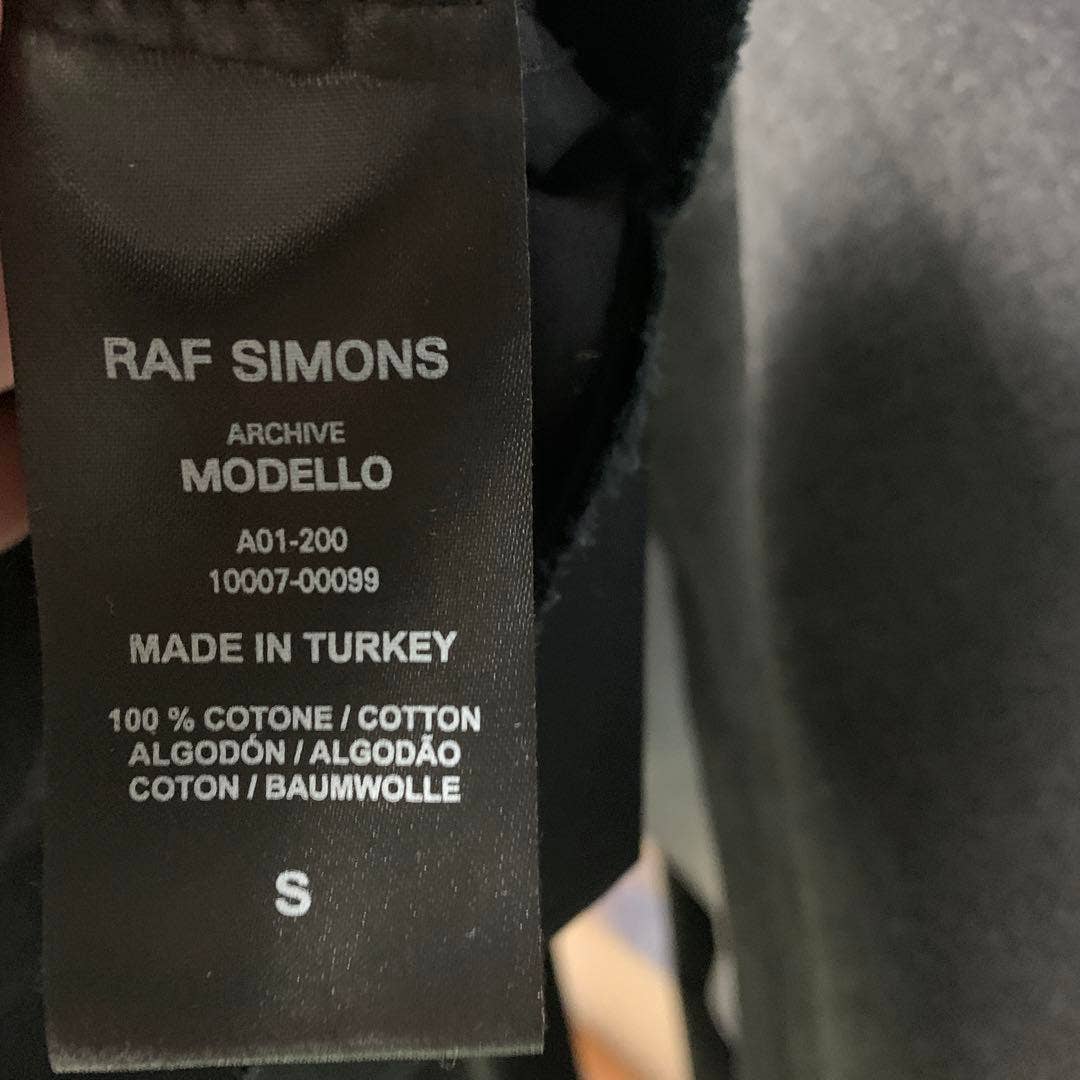 RAF SIMONS
ARCHIVE
MODELLO
A01-200
10007-00099
MADE IN TURKEY
100 % COTONE / COTTON
ALGODÓN / ALGODÃO
COTON / BAUMWOLLE
S